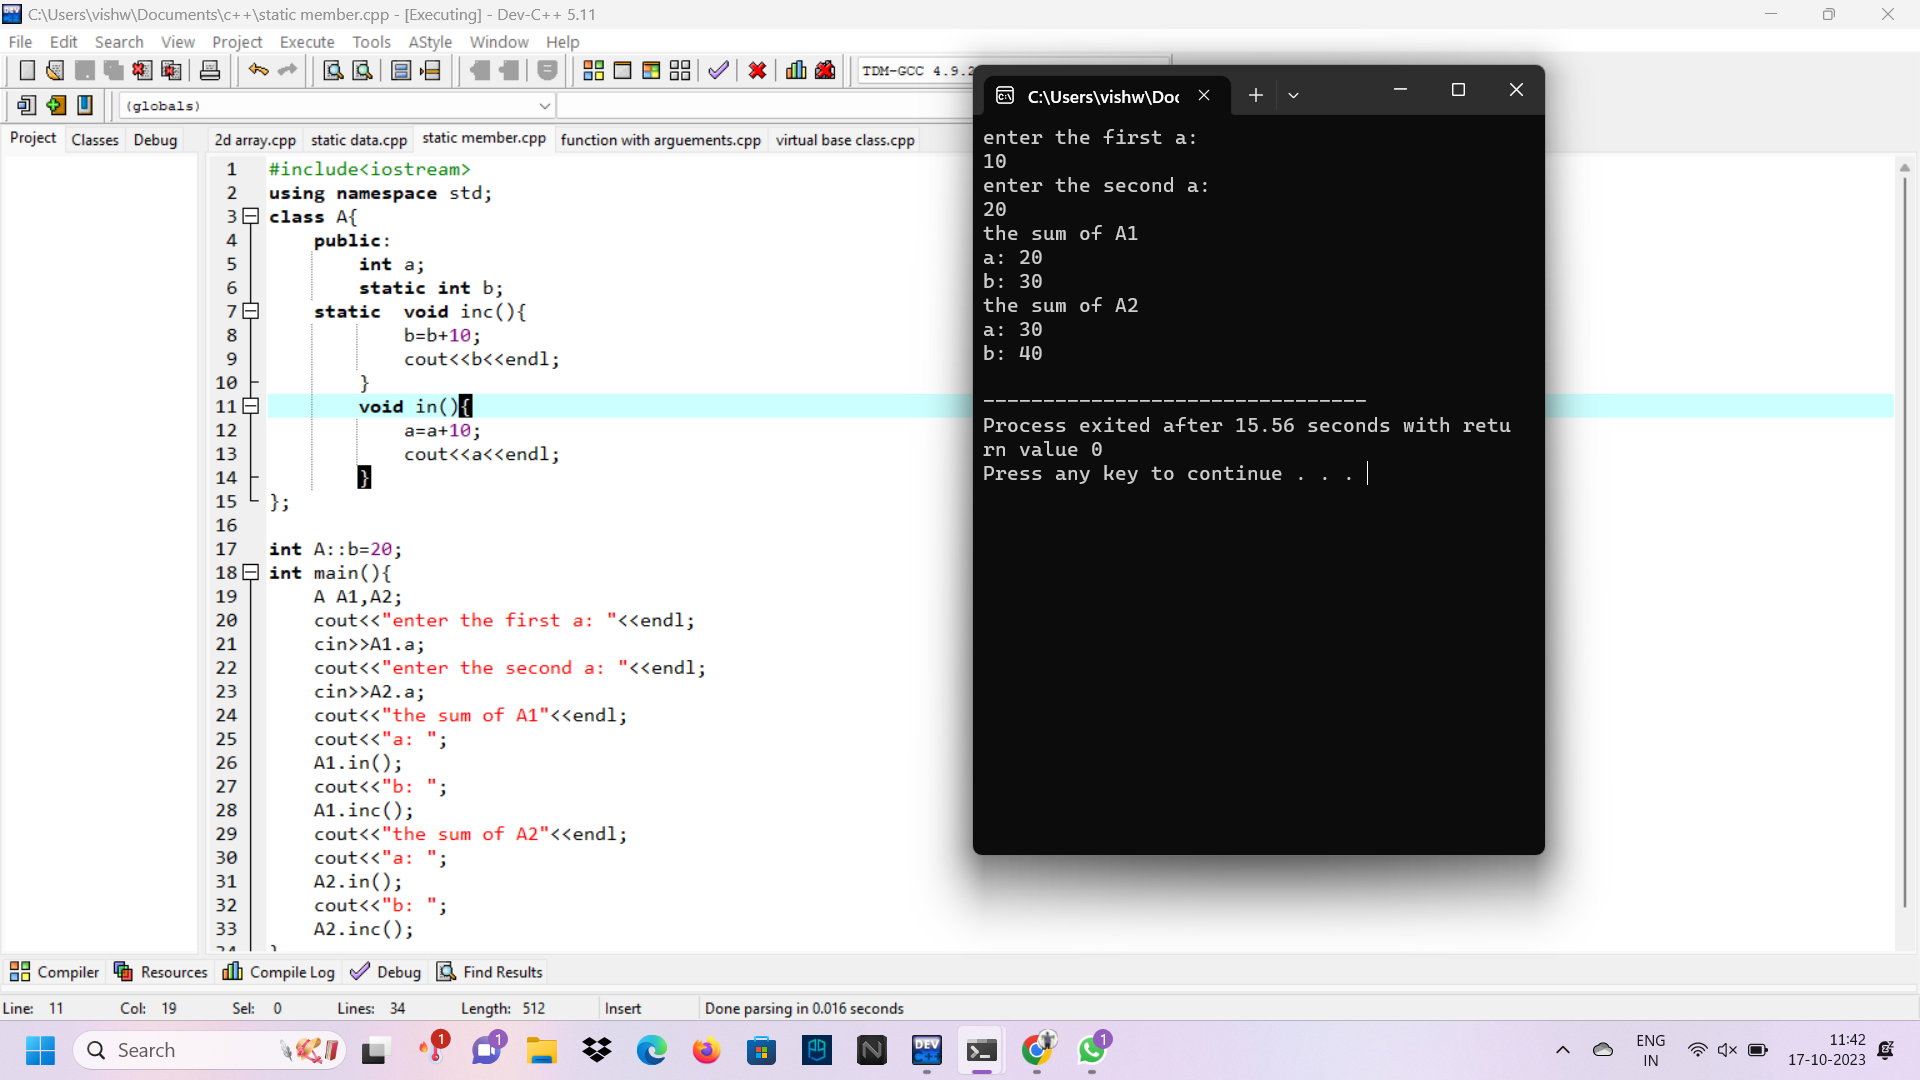 C:\Users\vishw\Documents\c++\static member.cpp - [Executing] - Dev-C++ 5.11
File Edit Search View Project Execute Tools AStyle Window Help
TDM-GCC 4.9.2
(globals)
Project Classes Debug
2d array.cpp static data.cpp static member.cpp function with arguements.cpp virtual base class.cpp
1 #include<iostream>
2 using namespace std;
3 class A{
4 public:
5 int a;
6 static int b;
7 static  void inc(){
8 b=b+10;
9 cout<<b<<endl;
10 }
11 void in(){
12 a=a+10;
13 cout<<a<<endl;
14 }
15 };
16
17 int A::b=20;
18 int main(){
19 A A1,A2;
20 cout<<"enter the first a: "<<endl;
21 cin>>A1.a;
22 cout<<"enter the second a: "<<endl;
23 cin>>A2.a;
24 cout<<"the sum of A1"<<endl;
25 cout<<"a: ";
26 A1.in();
27 cout<<"b: ";
28 A1.inc();
29 cout<<"the sum of A2"<<endl;
30 cout<<"a: ";
31 A2.in();
32 cout<<"b: ";
33 A2.inc();
34 }
C:\Users\vishw\Doc
enter the first a:
10
enter the second a:
20
the sum of A1
a: 20
b: 30
the sum of A2
a: 30
b: 40
--------------------------------
Process exited after 15.56 seconds with retu
rn value 0
Press any key to continue . . .
Compiler Resources Compile Log Debug Find Results
Line: 11 Col: 19 Sel: 0 Lines: 34 Length: 512 Insert Done parsing in 0.016 seconds
Search
1
1
DEV
C++
1
ENG
IN
11:42
17-10-2023